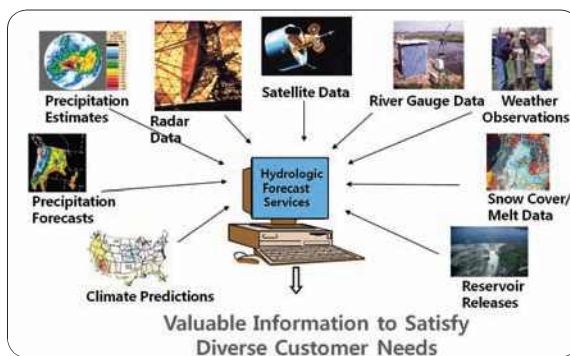 Precipitation
Estimates
Radar
Data
Satellite Data
River Gauge Data
Weather
Observations
Precipitation
Forecasts
Hydrologic
Forecast
Services
Snow Cover/
Melt Data
Climate Predictions
Reservoir
Releases
Valuable Information to Satisfy
Diverse Customer Needs